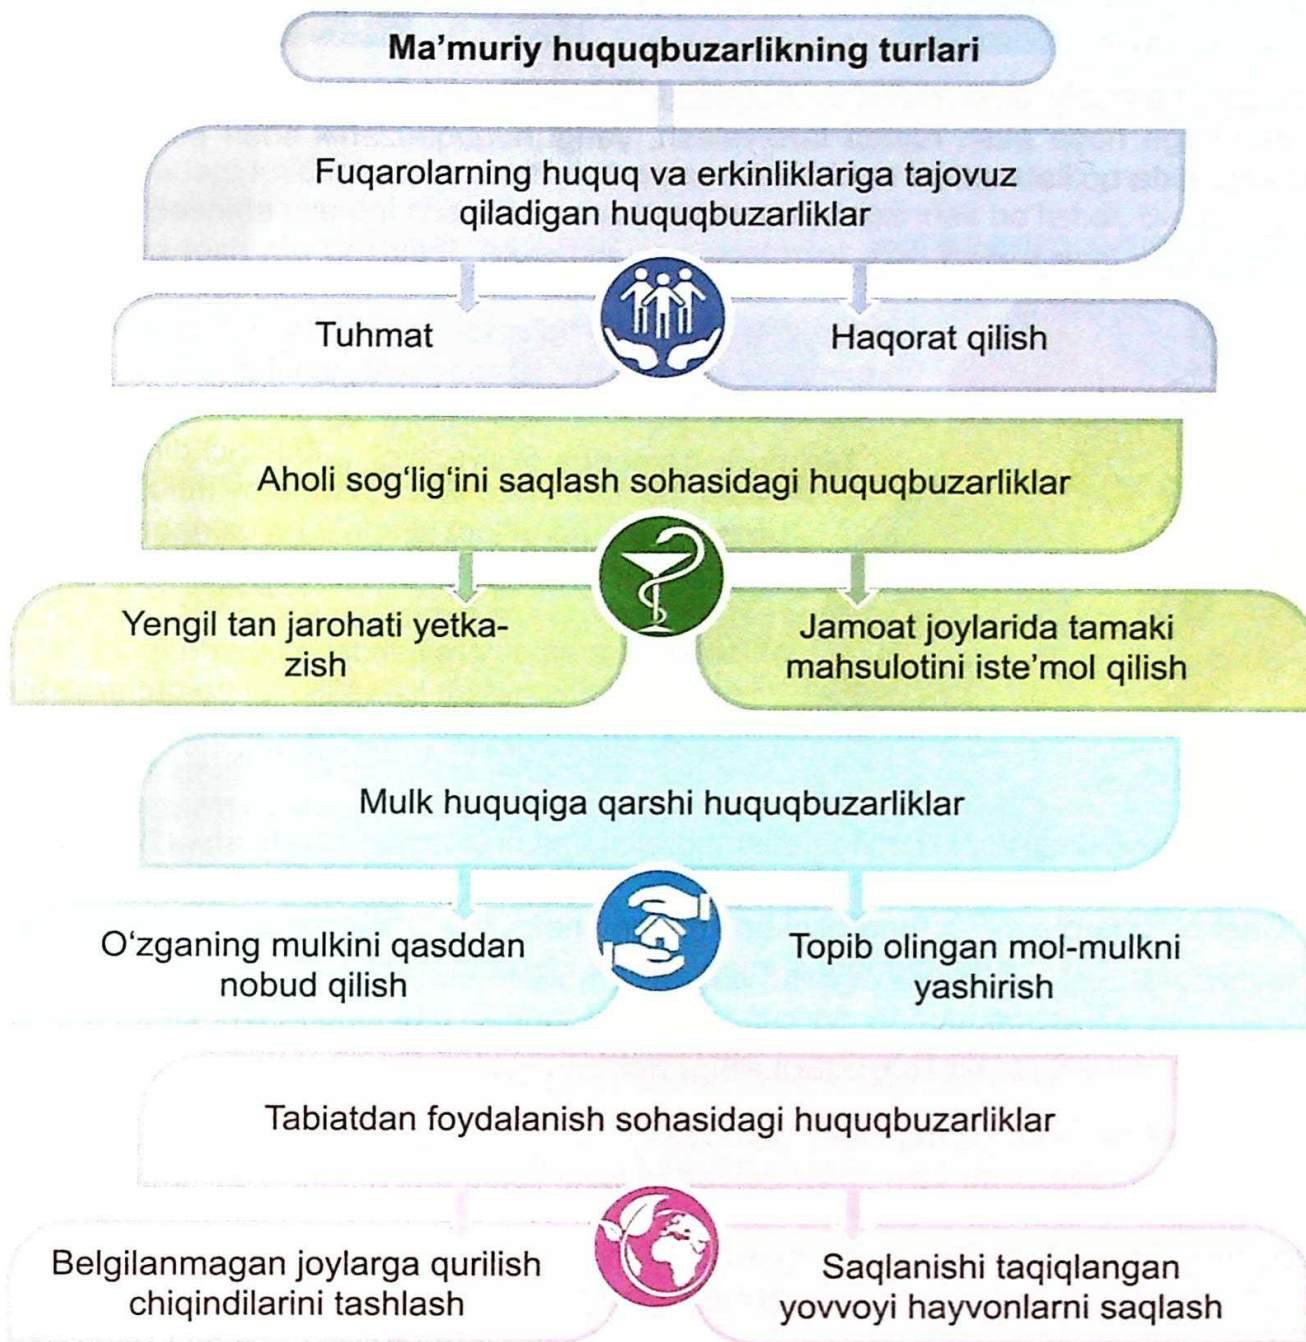 Ma’muriy huquqbuzarlikning turlari
Fuqarolarning huquq va erkinliklariga tajovuz
qiladigan huquqbuzarliklar
Tuhmat
Haqorat qilish
Aholi sog‘lig‘ini saqlash sohasidagi huquqbuzarliklar
Yengil tan jarohati yetka-
zish
Jamoat joylarida tamaki
mahsulotini iste’mol qilish
Mulk huquqiga qarshi huquqbuzarliklar
O‘zganing mulkini qasddan
nobud qilish
Topib olingan mol-mulkni
yashirish
Tabiatdan foydalanish sohasidagi huquqbuzarliklar
Belgilanmagan joylarga qurilish
chiqindilarini tashlash
Saqlanishi taqiqlangan
yovvoyi hayvonlarni saqlash